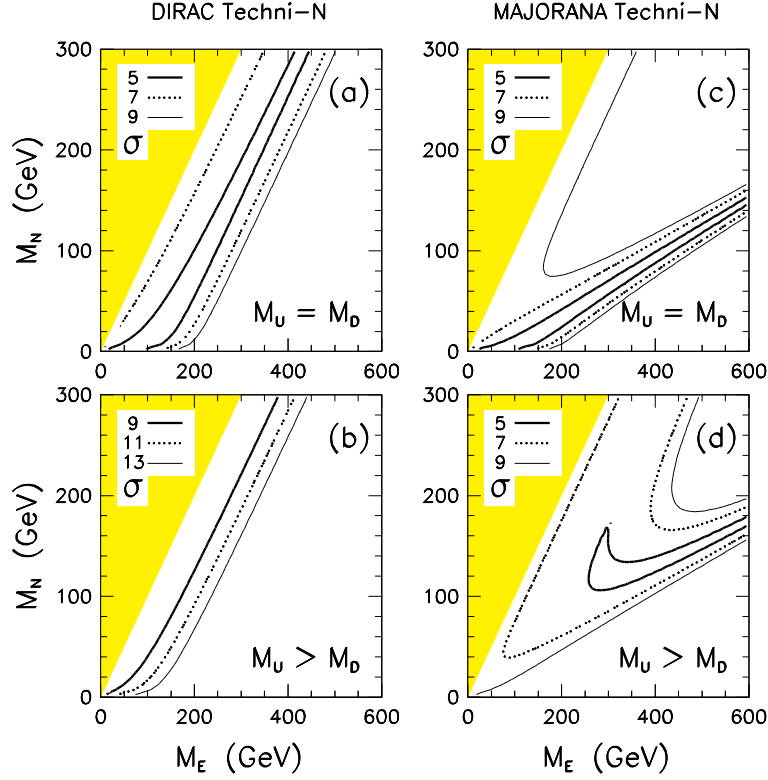 DIRAC Techni-N
MAJORANA Techni-N
300
200
100
0
M_N (GeV)
5
7
9
σ
(a)
M_U = M_D
0
200
400
600
300
200
100
0
5
7
9
σ
(c)
M_U = M_D
0
200
400
600
300
200
100
0
M_N (GeV)
9
11
13
σ
(b)
M_U > M_D
0
200
400
600
M_E (GeV)
300
200
100
0
5
7
9
σ
(d)
M_U > M_D
0
200
400
600
M_E (GeV)